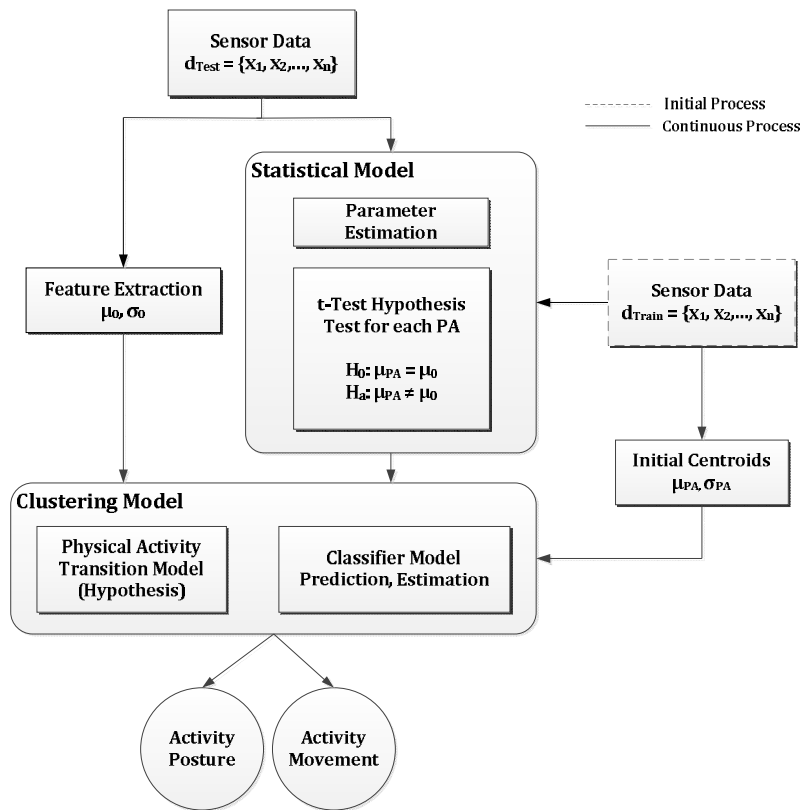 Sensor Data
dTest = {x1, x2,..., xn}
Initial Process
Continuous Process
Statistical Model
Parameter
Estimation
Feature Extraction
μ0, σ0
t-Test Hypothesis
Test for each PA
H0: μPA = μ0
Ha: μPA ≠ μ0
Sensor Data
dTrain = {x1, x2,..., xn}
Initial Centroids
μPA, σPA
Clustering Model
Physical Activity
Transition Model
(Hypothesis)
Classifier Model
Prediction, Estimation
Activity
Posture
Activity
Movement